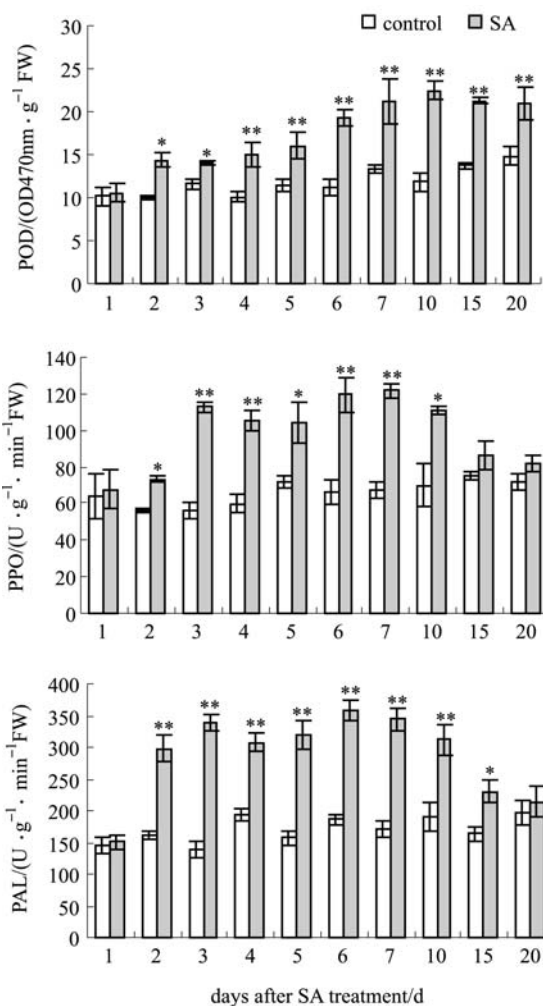 control SA
POD/(OD470nm · g⁻¹ FW)
30
25
20
15
10
5
0
* * ** ** ** ** ** ** **
1 2 3 4 5 6 7 10 15 20
PPO/(U · g⁻¹ · min⁻¹FW)
140
120
100
80
60
40
20
0
* ** ** * ** ** *
1 2 3 4 5 6 7 10 15 20
PAL/(U · g⁻¹ · min⁻¹FW)
400
350
300
250
200
150
100
50
0
** ** ** ** ** ** ** *
1 2 3 4 5 6 7 10 15 20
days after SA treatment/d